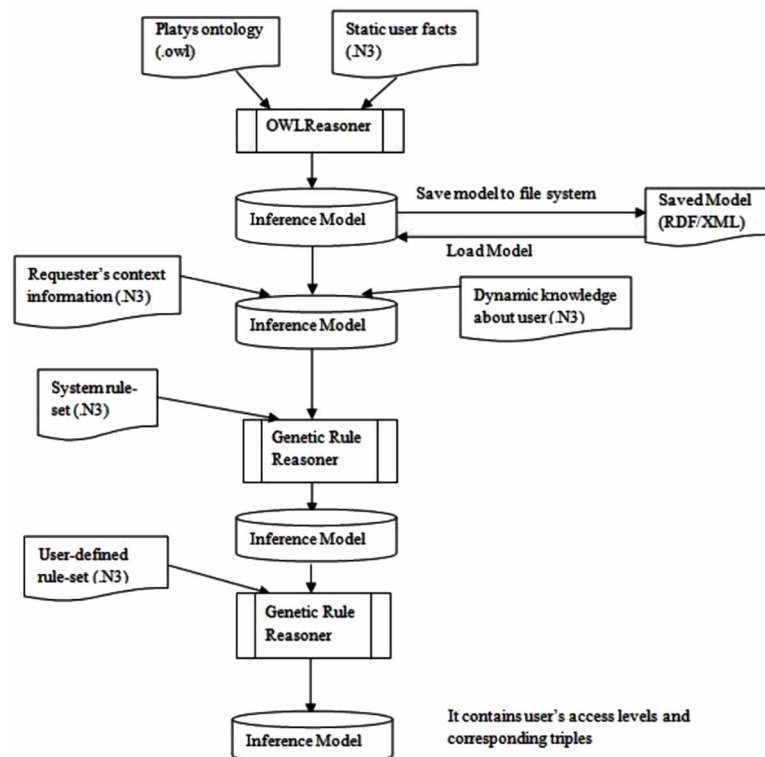 Platys ontology
(.owl)
Static user facts
(.N3)
OWLReasoner
Inference Model
Save model to file system
Load Model
Saved Model
(RDF/XML)
Requester's context
information (.N3)
Inference Model
Dynamic knowledge
about user (.N3)
System rule-
set (.N3)
Genetic Rule
Reasoner
Inference Model
User-defined
rule-set (.N3)
Genetic Rule
Reasoner
Inference Model
It contains user's access levels and
corresponding triples